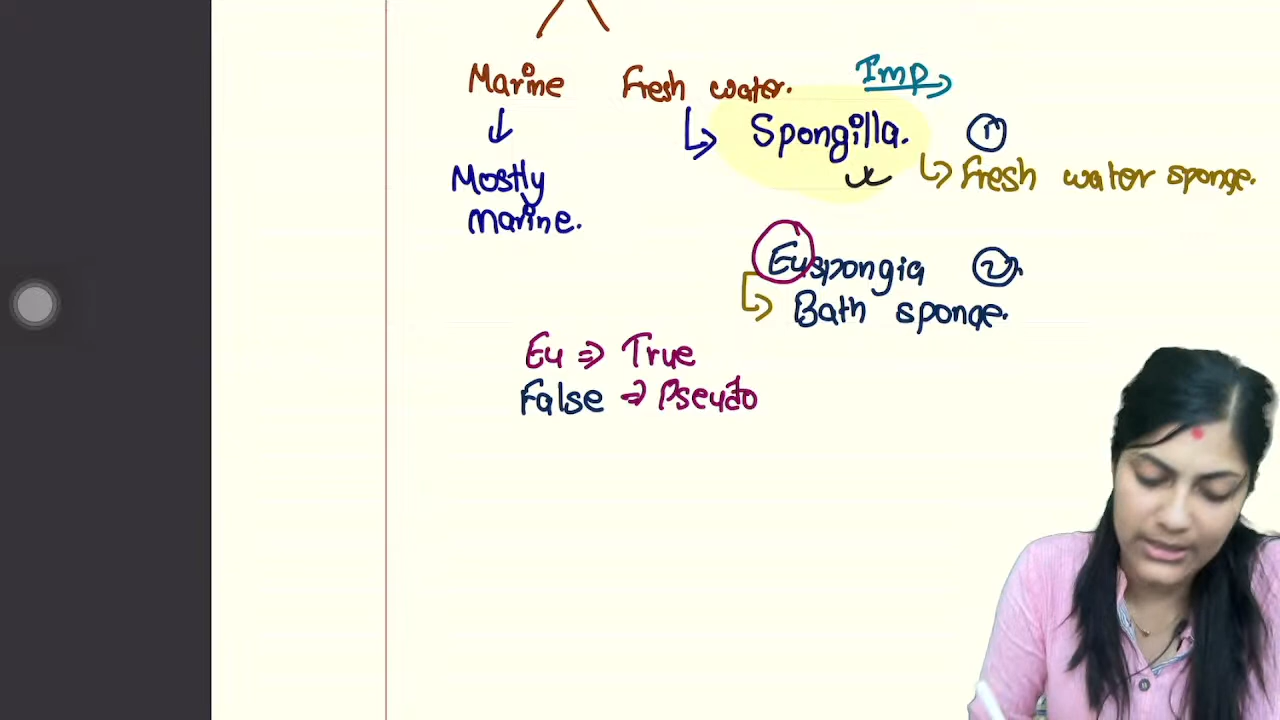 Marine Fresh water. Imp
Spongilla. 1
Mostly Fresh water sponge.
marine.
Euspongia 2
Bath sponge.
Eu ⇒ True
False ⇒ Pseudo